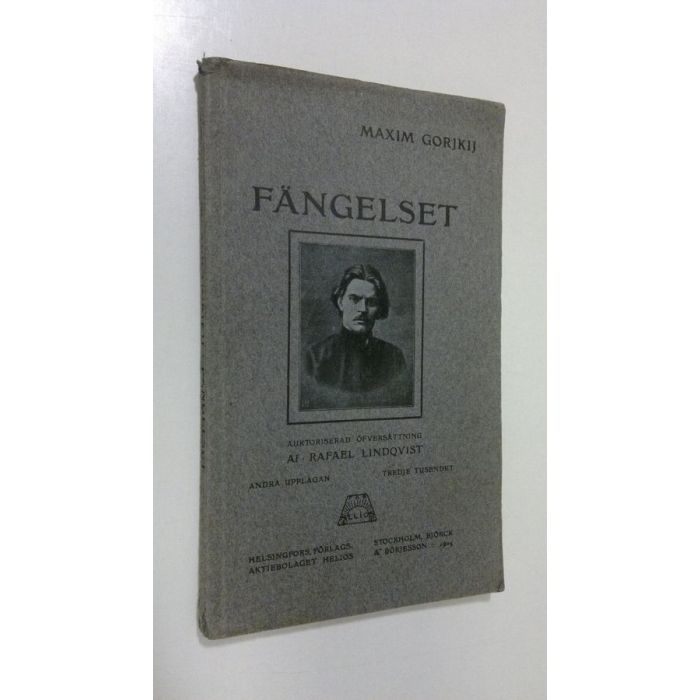 MAXIM GORJKIJ
FÄNGELSET
AUKTORISERAD ÖFVERSÄTTNING
AF RAFAEL LINDQVIST
ANDRA UPPLAGAN TREDJE TUSENDET
HELSINGFORS, FÖRLAGS- STOCKHOLM, BJÖRCK
AKTIEBOLAGET HELIOS & BÖRJESSON 1905